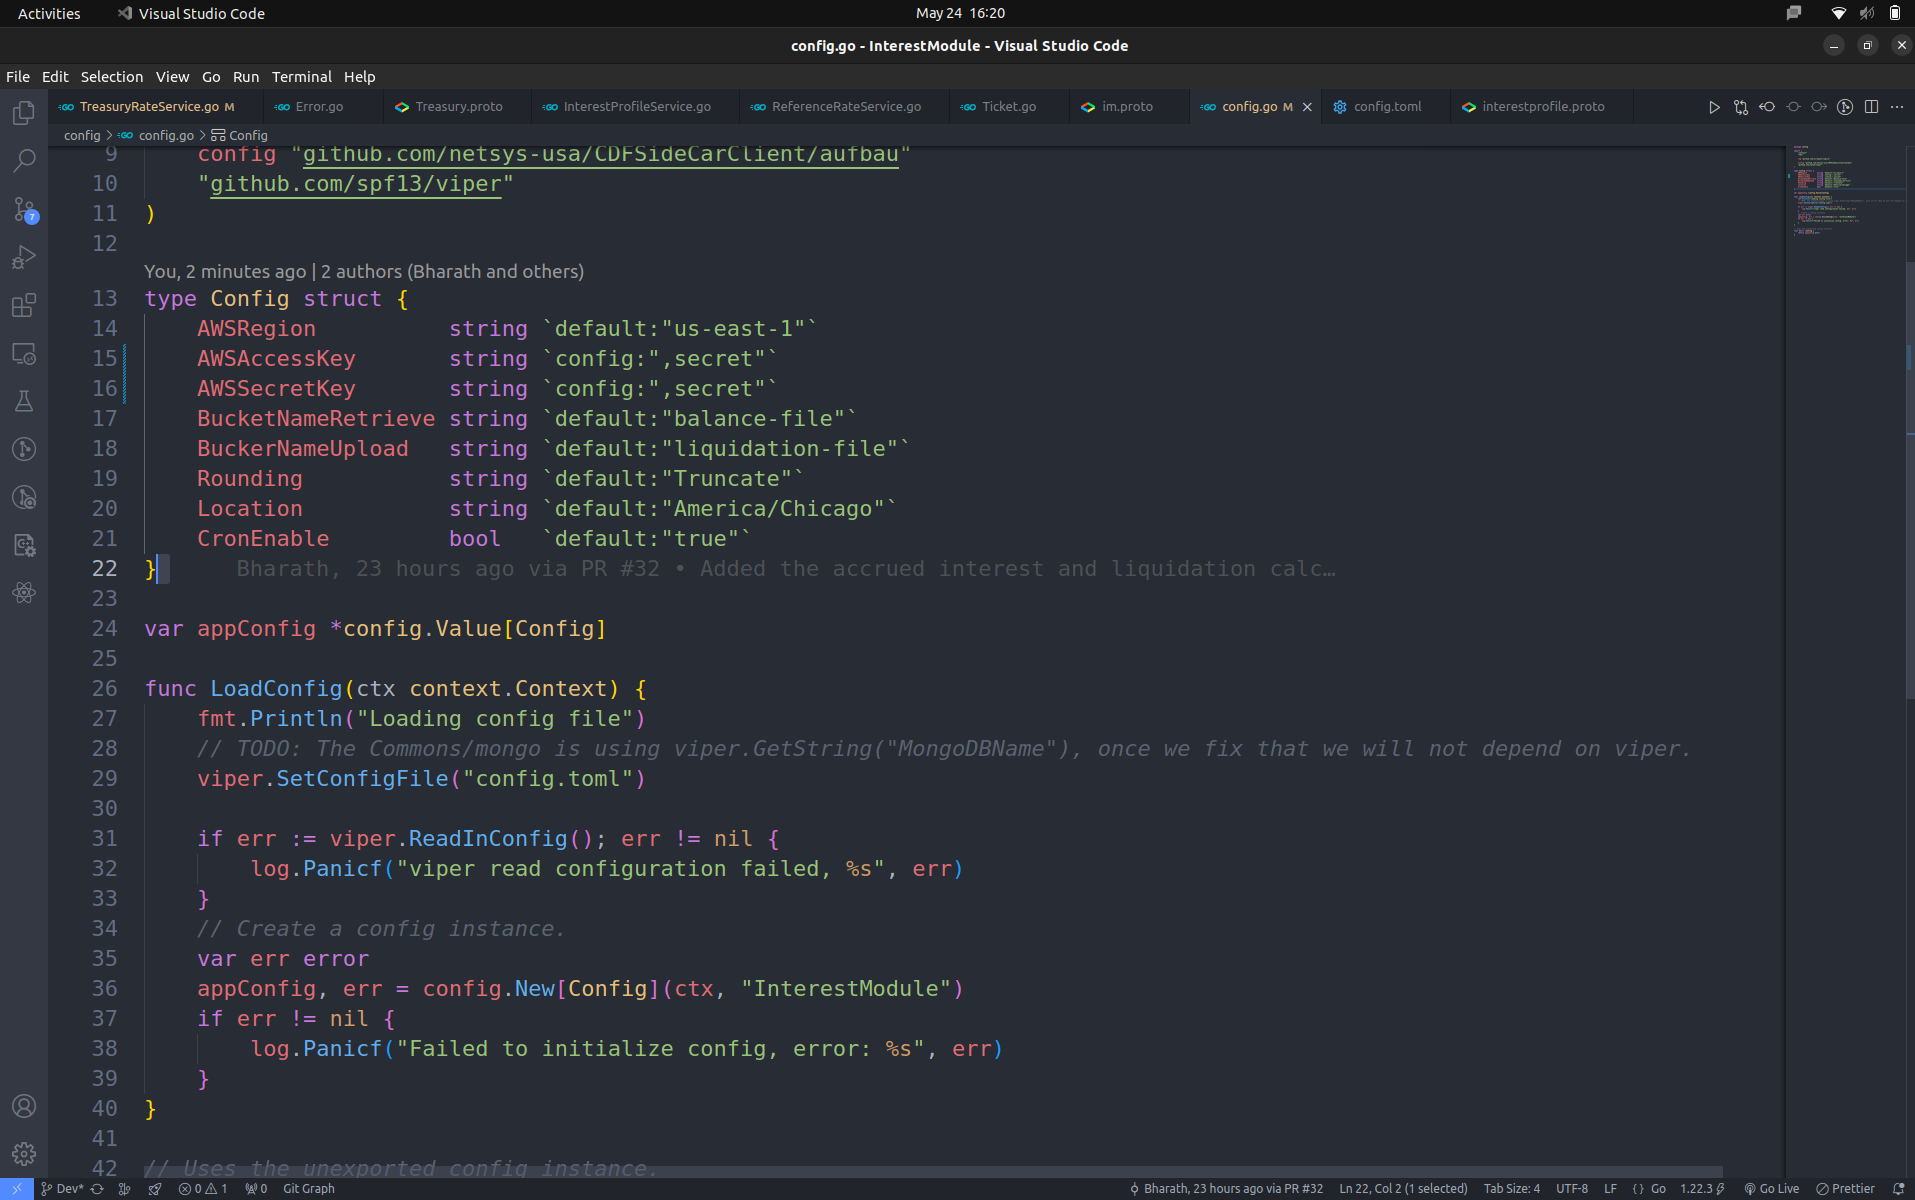 Activities Visual Studio Code May 24 16:20
config.go - InterestModule - Visual Studio Code
File Edit Selection View Go Run Terminal Help
TreasuryRateService.go M Error.go Treasury.proto InterestProfileService.go ReferenceRateService.go Ticket.go im.proto config.go M config.toml interestprofile.proto
config > config.go > Config
9 config "github.com/netsys-usa/CDFSideCarClient/aufbau"
10 "github.com/spf13/viper"
11 )
12
You, 2 minutes ago | 2 authors (Bharath and others)
13 type Config struct {
14 AWSRegion string `default:"us-east-1"`
15 AWSAccessKey string `config:",secret"`
16 AWSSecretKey string `config:",secret"`
17 BucketNameRetrieve string `default:"balance-file"`
18 BuckerNameUpload string `default:"liquidation-file"`
19 Rounding string `default:"Truncate"`
20 Location string `default:"America/Chicago"`
21 CronEnable bool `default:"true"`
22 } Bharath, 23 hours ago via PR #32 • Added the accrued interest and liquidation calc…
23
24 var appConfig *config.Value[Config]
25
26 func LoadConfig(ctx context.Context) {
27 fmt.Println("Loading config file")
28 // TODO: The Commons/mongo is using viper.GetString("MongoDBName"), once we fix that we will not depend on viper.
29 viper.SetConfigFile("config.toml")
30
31 if err := viper.ReadInConfig(); err != nil {
32 log.Panicf("viper read configuration failed, %s", err)
33 }
34 // Create a config instance.
35 var err error
36 appConfig, err = config.New[Config](ctx, "InterestModule")
37 if err != nil {
38 log.Panicf("Failed to initialize config, error: %s", err)
39 }
40 }
41
42 // Uses the unexported config instance.
7
Dev* 0 1 0 Git Graph Bharath, 23 hours ago via PR #32 Ln 22, Col 2 (1 selected) Tab Size: 4 UTF-8 LF {} Go 1.22.3 Go Live Prettier